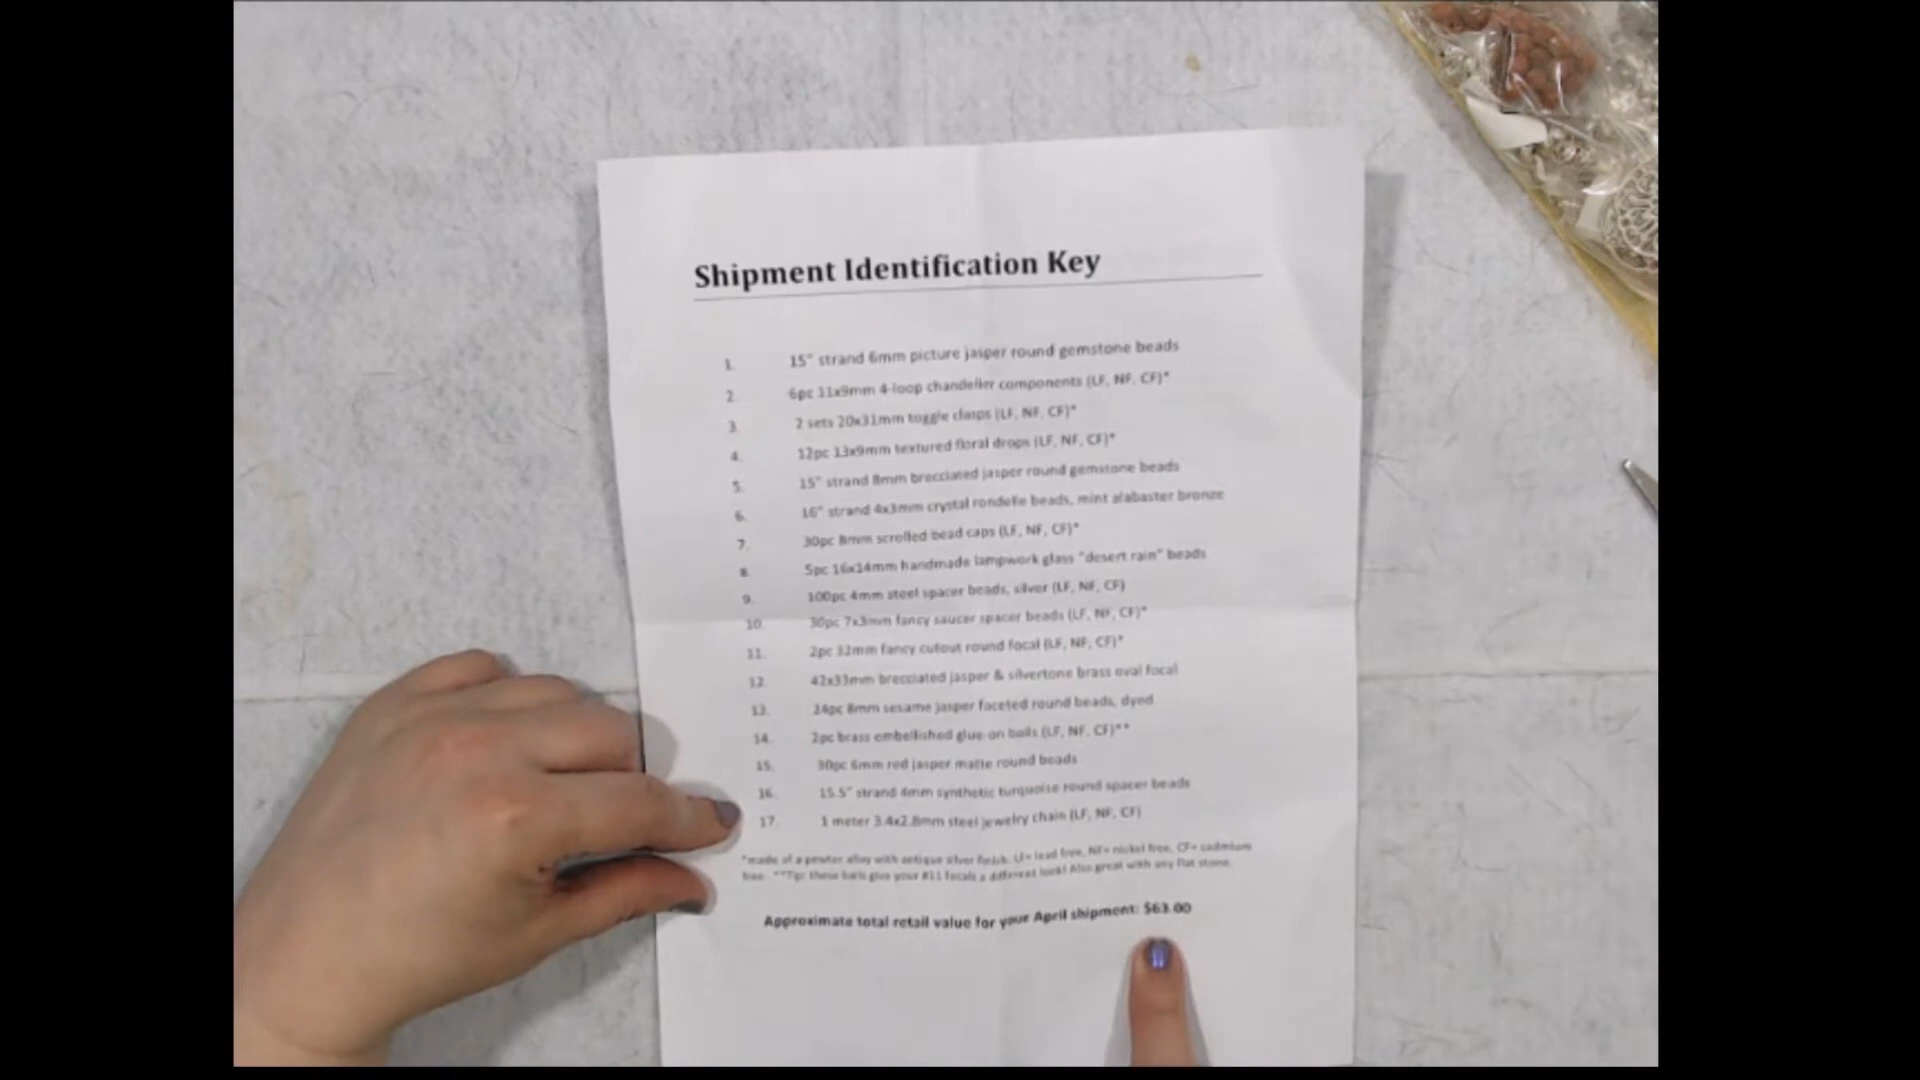 Shipment Identification Key
1. 15" strand 6mm picture jasper round gemstone beads
2. 6pc 11x9mm 4-loop chandelier components (LF, NF, CF)*
3. 2 sets 20x31mm toggle clasps (LF, NF, CF)*
4. 12pc 13x9mm textured floral drops (LF, NF, CF)*
5. 15" strand 8mm brecciated jasper round gemstone beads
6. 16" strand 4x3mm crystal rondelle beads, mint alabaster bronze
7. 30pc 8mm scrolled bead caps (LF, NF, CF)*
8. 5pc 16x14mm handmade lampwork glass "desert rain" beads
9. 100pc 4mm steel spacer beads, silver (LF, NF, CF)
10. 30pc 7x3mm fancy saucer spacer beads (LF, NF, CF)*
11. 2pc 32mm fancy cutout round focal (LF, NF, CF)*
12. 42x33mm brecciated jasper & silvertone brass oval focal
13. 24pc 8mm sesame jasper faceted round beads, dyed
14. 2pc brass embellished glue-on bails (LF, NF, CF)**
15. 30pc 6mm red jasper matte round beads
16. 15.5" strand 4mm synthetic turquoise round spacer beads
17. 1 meter 3.4x2.8mm steel jewelry chain (LF, NF, CF)
*made of a pewter alloy with antique silver finish. LF= lead free, NF= nickel free, CF= cadmium
free. **Tip: these bails give your #11 focals a different look! Also great with any flat stone.
Approximate total retail value for your April shipment: $63.00